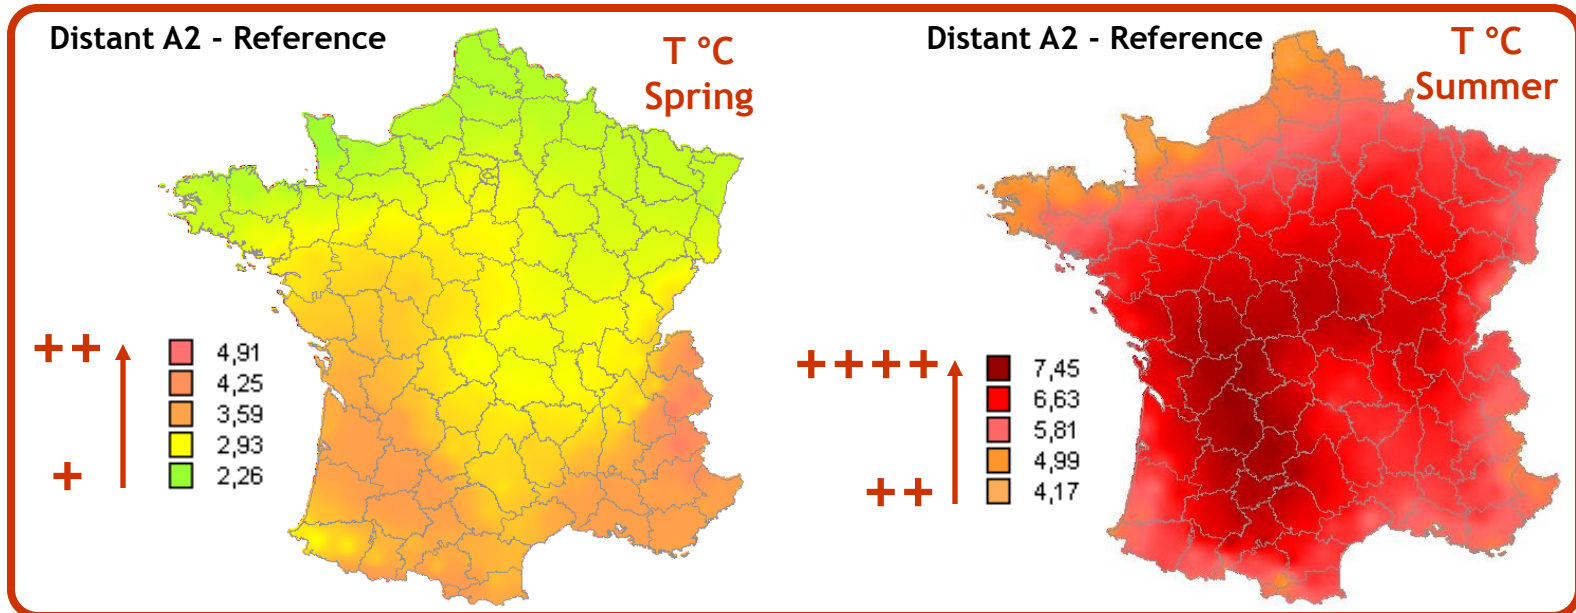 Distant A2 - Reference
T °C
Spring
++
+
4,91
4,25
3,59
2,93
2,26
Distant A2 - Reference
T °C
Summer
++++
++
7,45
6,63
5,81
4,99
4,17